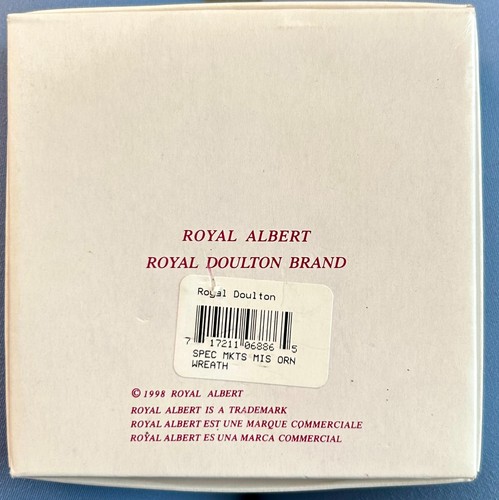 ROYAL ALBERT
ROYAL DOULTON BRAND
Royal Doulton
7 17211 06886 5
SPEC MKTS MIS ORN
WREATH
© 1998 ROYAL ALBERT
ROYAL ALBERT IS A TRADEMARK
ROYAL ALBERT EST UNE MARQUE COMMERCIALE
ROYAL ALBERT ES UNA MARCA COMMERCIAL